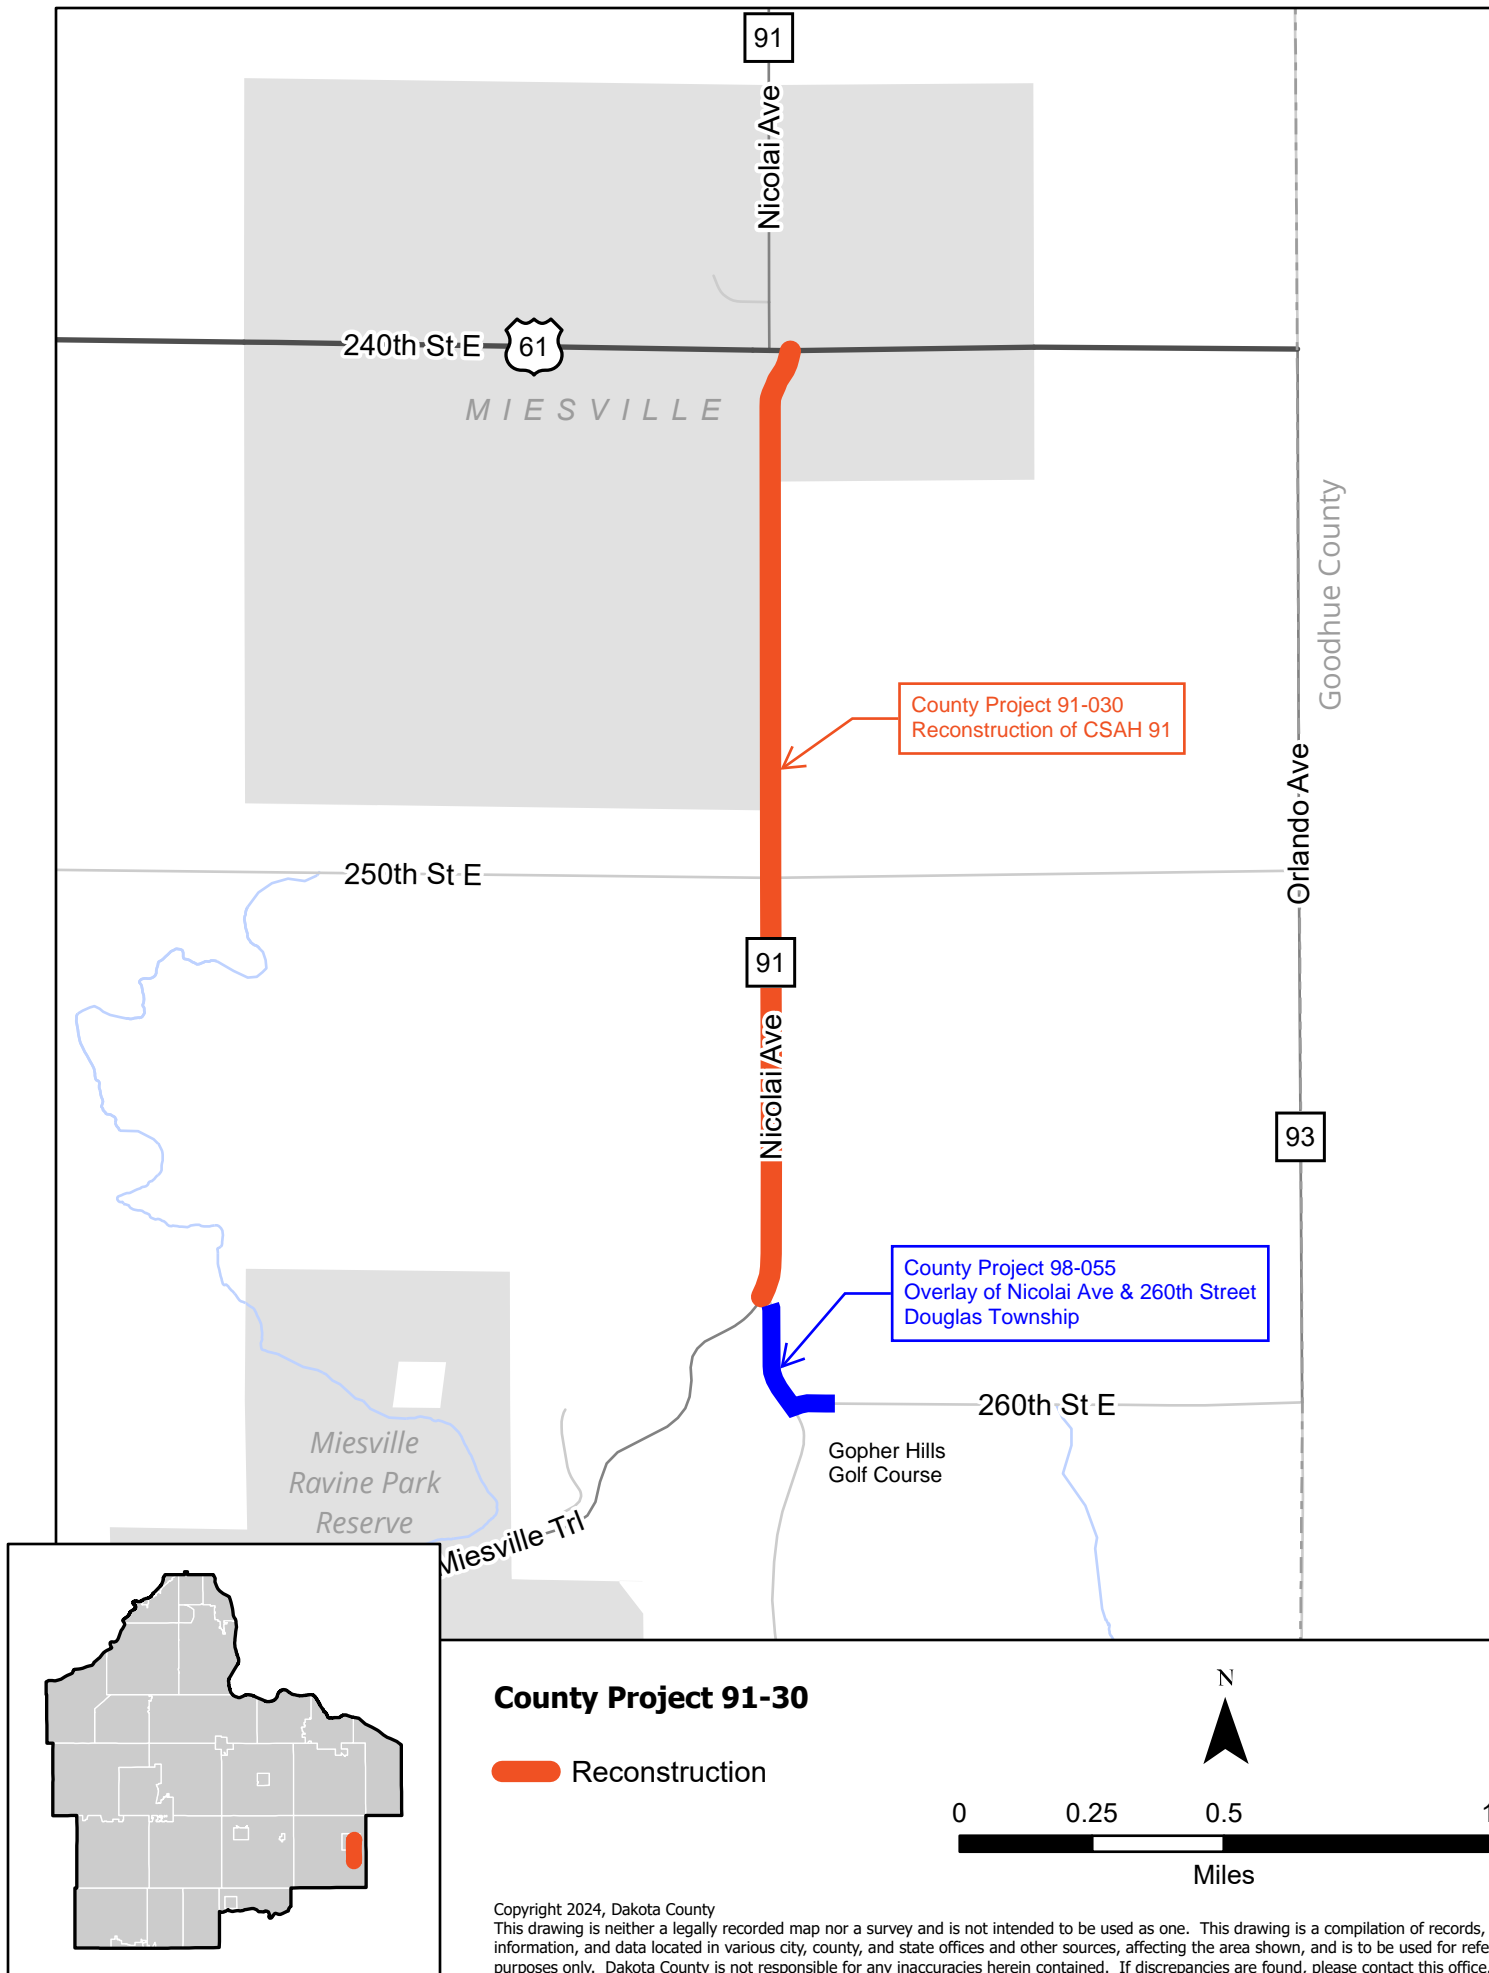 91
Nicolai Ave
240th St E
61
MIESVILLE
Goodhue County
County Project 91-030
Reconstruction of CSAH 91
Orlando Ave
250th St E
91
Nicolai Ave
93
County Project 98-055
Overlay of Nicolai Ave & 260th Street
Douglas Township
260th St E
Gopher Hills
Golf Course
Miesville
Ravine Park
Reserve
Miesville Trl
County Project 91-30
N
Reconstruction
0 0.25 0.5 1
Miles
Copyright 2024, Dakota County
This drawing is neither a legally recorded map nor a survey and is not intended to be used as one. This drawing is a compilation of records,
information, and data located in various city, county, and state offices and other sources, affecting the area shown, and is to be used for
purposes only. Dakota County is not responsible for any inaccuracies herein contained. If discrepancies are found, please contact this office.